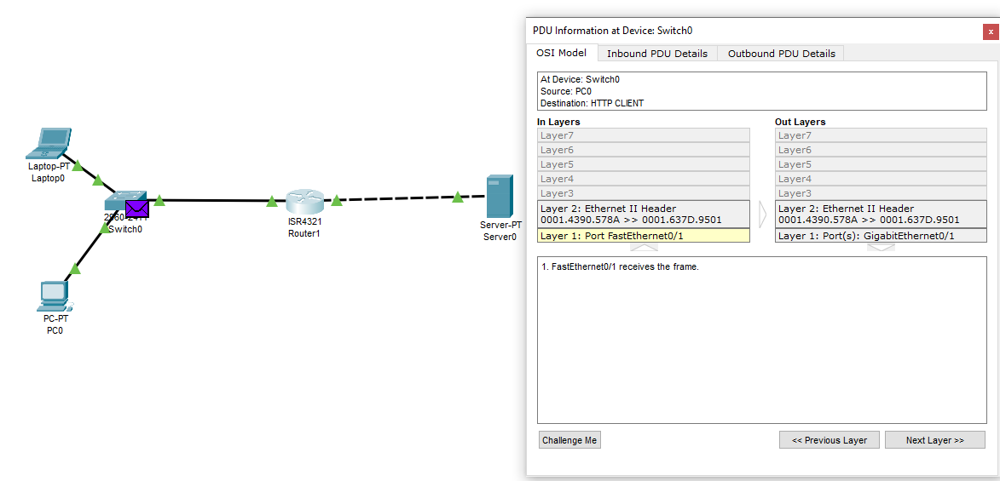 Laptop-PT
Laptop0
Switch0
PC-PT
PC0
ISR4321
Router1
Server-PT
Server0
PDU Information at Device: Switch0
x
OSI Model
Inbound PDU Details
Outbound PDU Details
At Device: Switch0
Source: PC0
Destination: HTTP CLIENT
In Layers
Layer7
Layer6
Layer5
Layer4
Layer3
Layer 2: Ethernet II Header
0001.4390.578A >> 0001.637D.9501
Layer 1: Port FastEthernet0/1
Out Layers
Layer7
Layer6
Layer5
Layer4
Layer3
Layer 2: Ethernet II Header
0001.4390.578A >> 0001.637D.9501
Layer 1: Port(s): GigabitEthernet0/1
1. FastEthernet0/1 receives the frame.
Challenge Me
<< Previous Layer
Next Layer >>